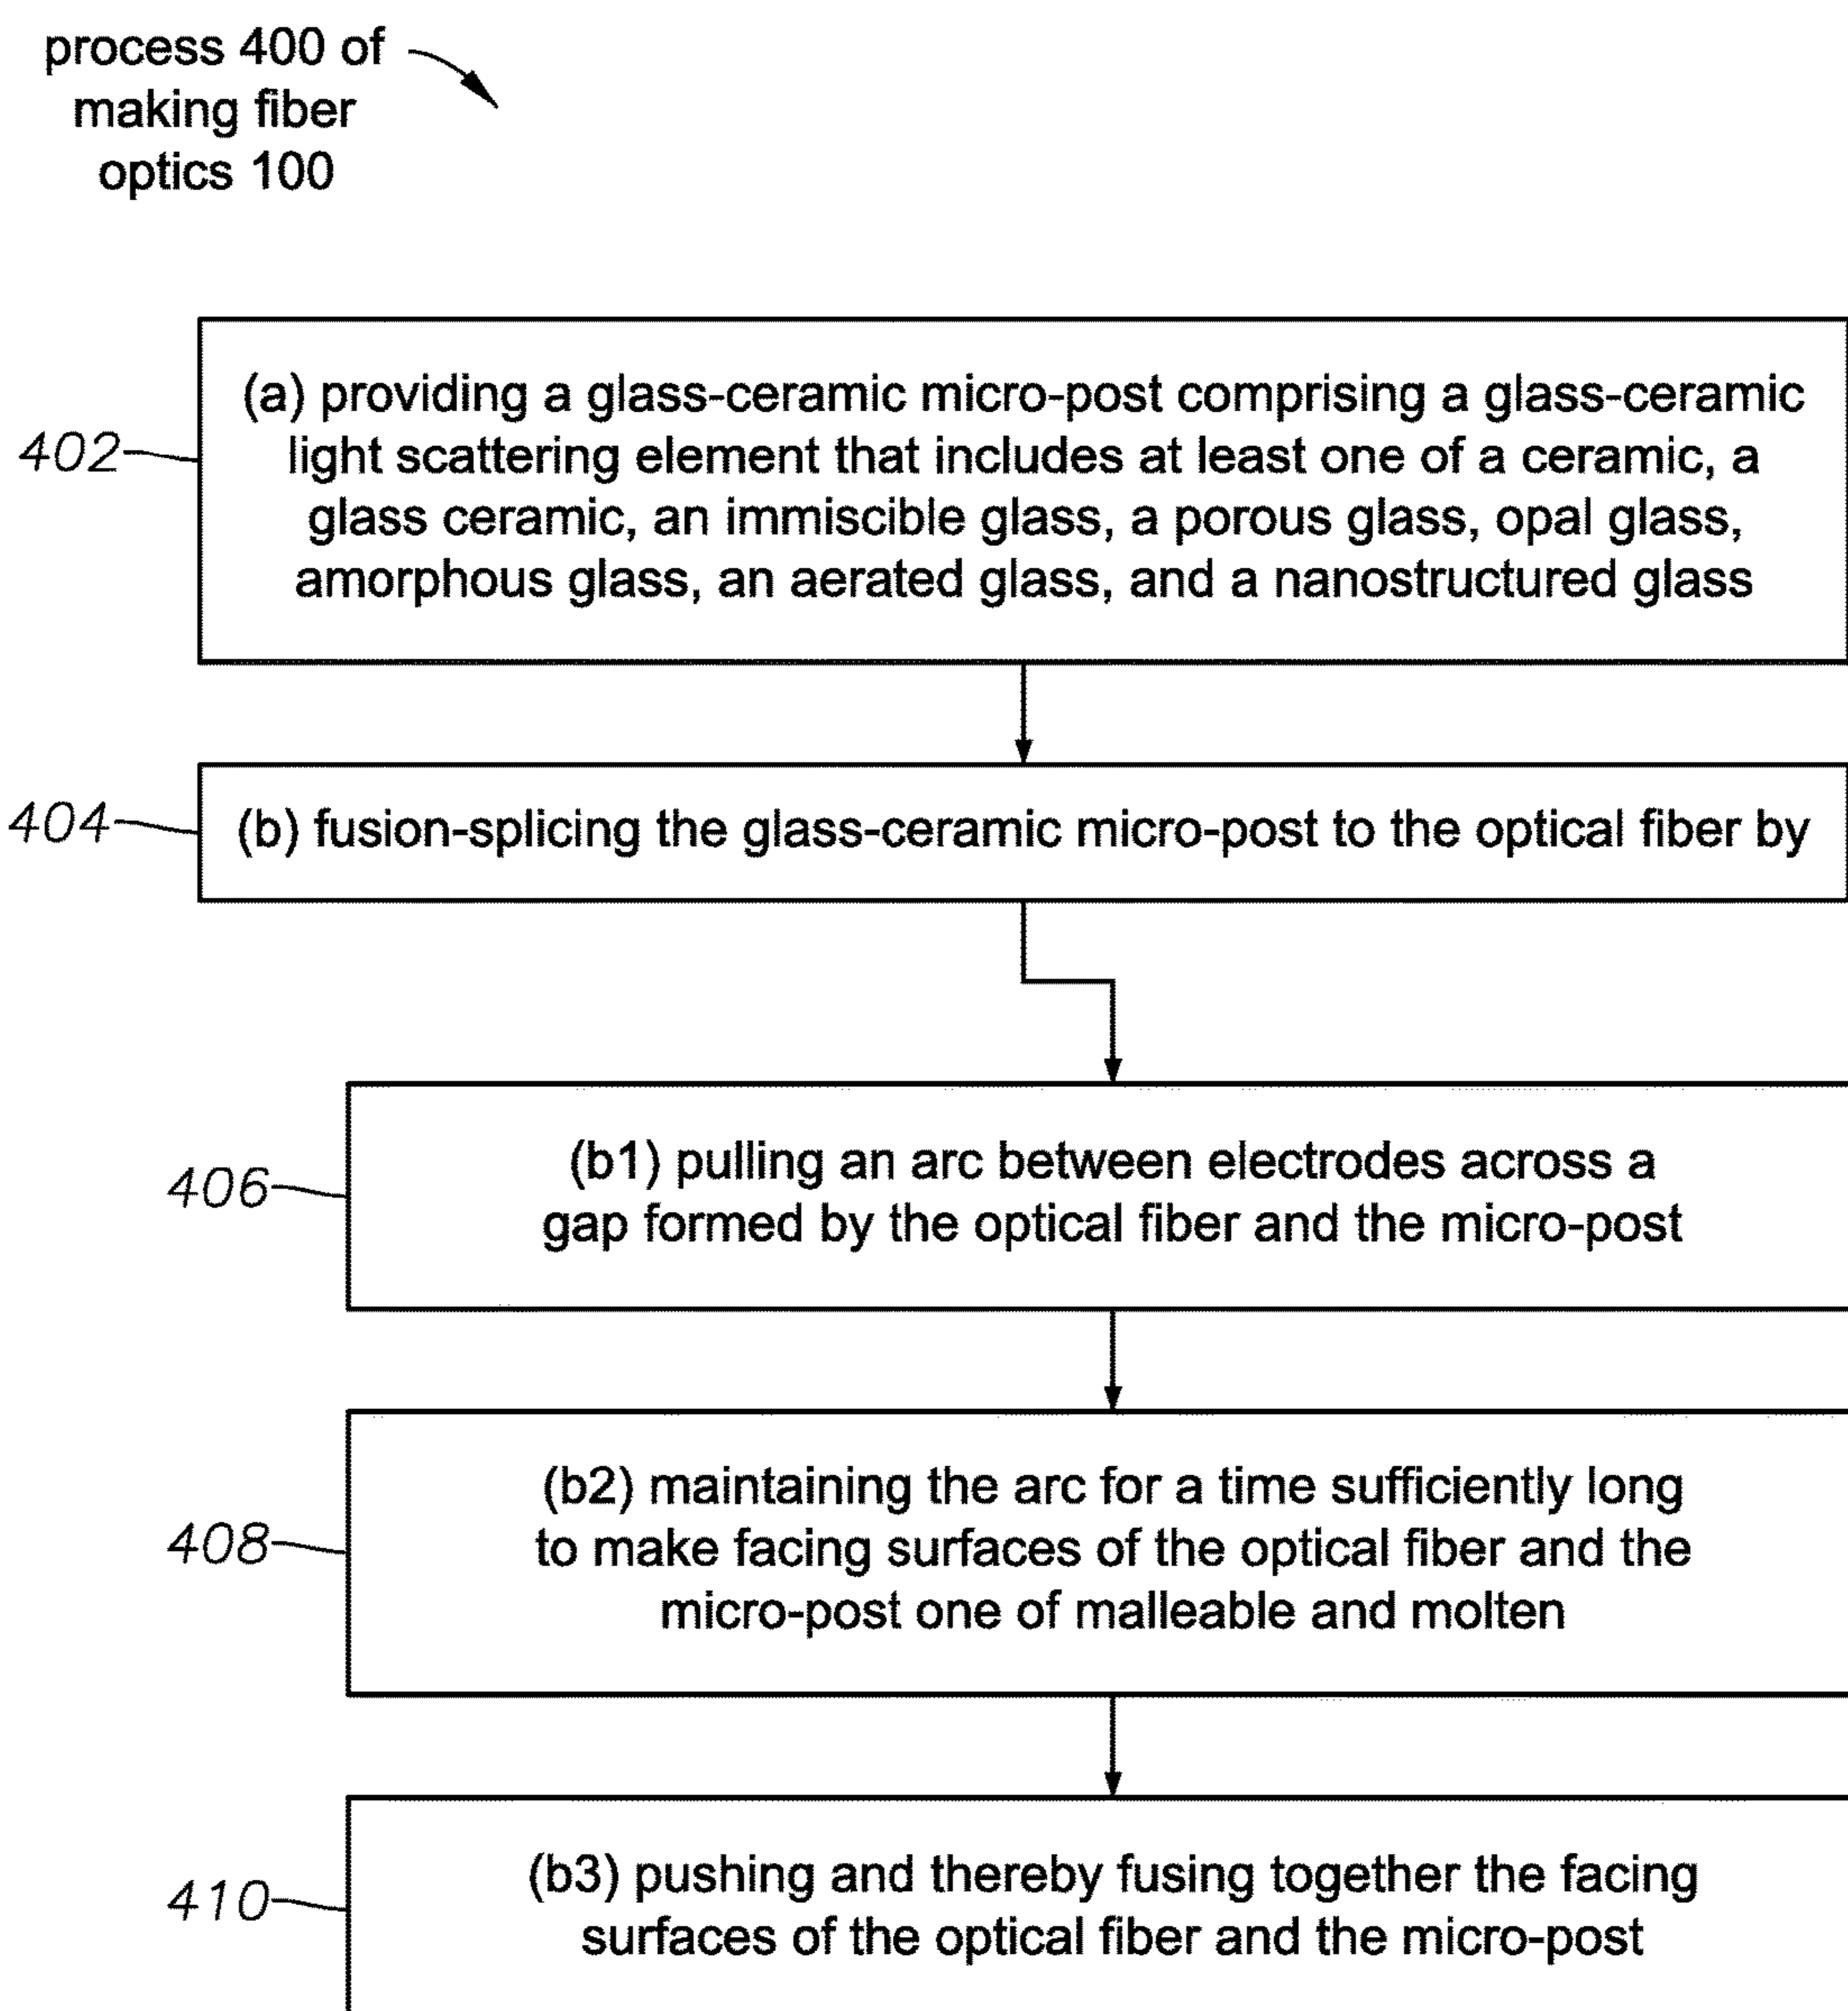 process 400 of
making fiber
optics 100
402
(a) providing a glass-ceramic micro-post comprising a glass-ceramic
light scattering element that includes at least one of a ceramic, a
glass ceramic, an immiscible glass, a porous glass, opal glass,
amorphous glass, an aerated glass, and a nanostructured glass
404
(b) fusion-splicing the glass-ceramic micro-post to the optical fiber by
406
(b1) pulling an arc between electrodes across a
gap formed by the optical fiber and the micro-post
408
(b2) maintaining the arc for a time sufficiently long
to make facing surfaces of the optical fiber and the
micro-post one of malleable and molten
410
(b3) pushing and thereby fusing together the facing
surfaces of the optical fiber and the micro-post